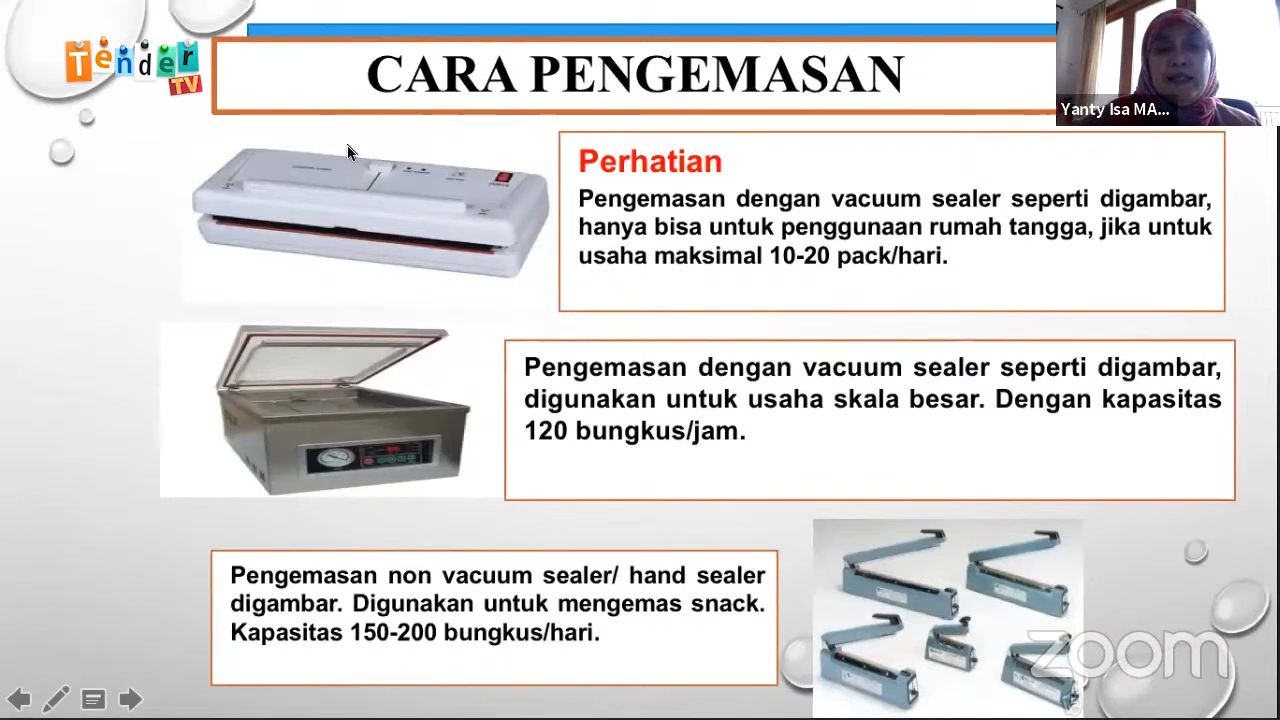 Tender
TV
CARA PENGEMASAN
Yanty Isa MA...
Perhatian
Pengemasan dengan vacuum sealer seperti digambar,
hanya bisa untuk penggunaan rumah tangga, jika untuk
usaha maksimal 10-20 pack/hari.
Pengemasan dengan vacuum sealer seperti digambar,
digunakan untuk usaha skala besar. Dengan kapasitas
120 bungkus/jam.
Pengemasan non vacuum sealer/ hand sealer
digambar. Digunakan untuk mengemas snack.
Kapasitas 150-200 bungkus/hari.
zoom